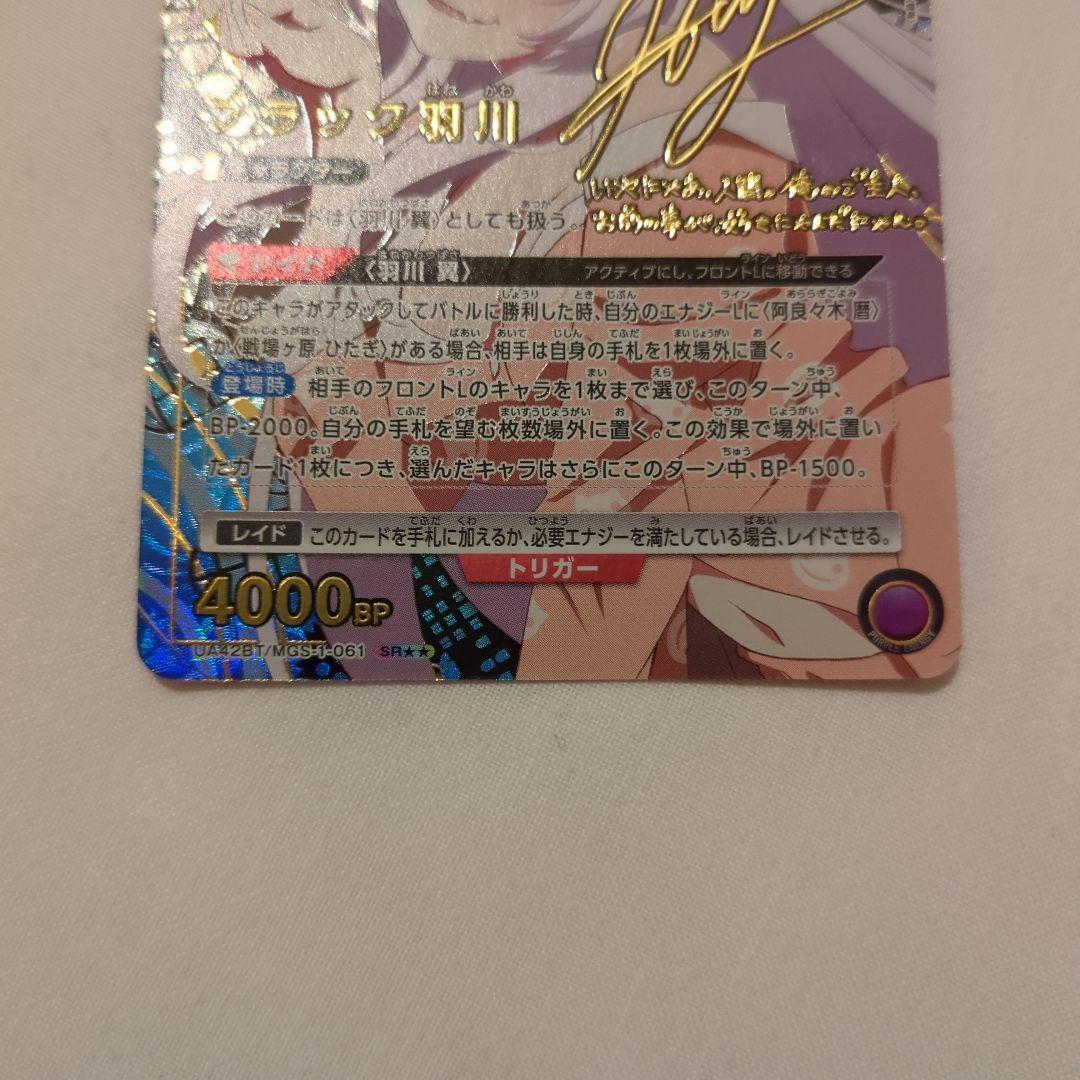 ブラック羽川
このカードは〈羽川 翼〉としても扱う。
レイド 〈羽川 翼〉 アクティブにし、フロントLに移動できる
このキャラがアタックしてバトルに勝利した時、自分のエナジーLに〈阿良々木 暦〉
か〈戦場ヶ原 ひたぎ〉がある場合、相手は自身の手札を1枚場外に置く。
登場時 相手のフロントLのキャラを1枚まで選び、このターン中、
BP-2000。自分の手札を望む枚数場外に置く。この効果で場外に置い
たカード1枚につき、選んだキャラはさらにこのターン中、BP-1500。
レイド このカードを手札に加えるか、必要エナジーを満たしている場合、レイドさせる。
トリガー
4000BP
PURPLE ENERGY
UA42BT/MGS-1-061 SR★★